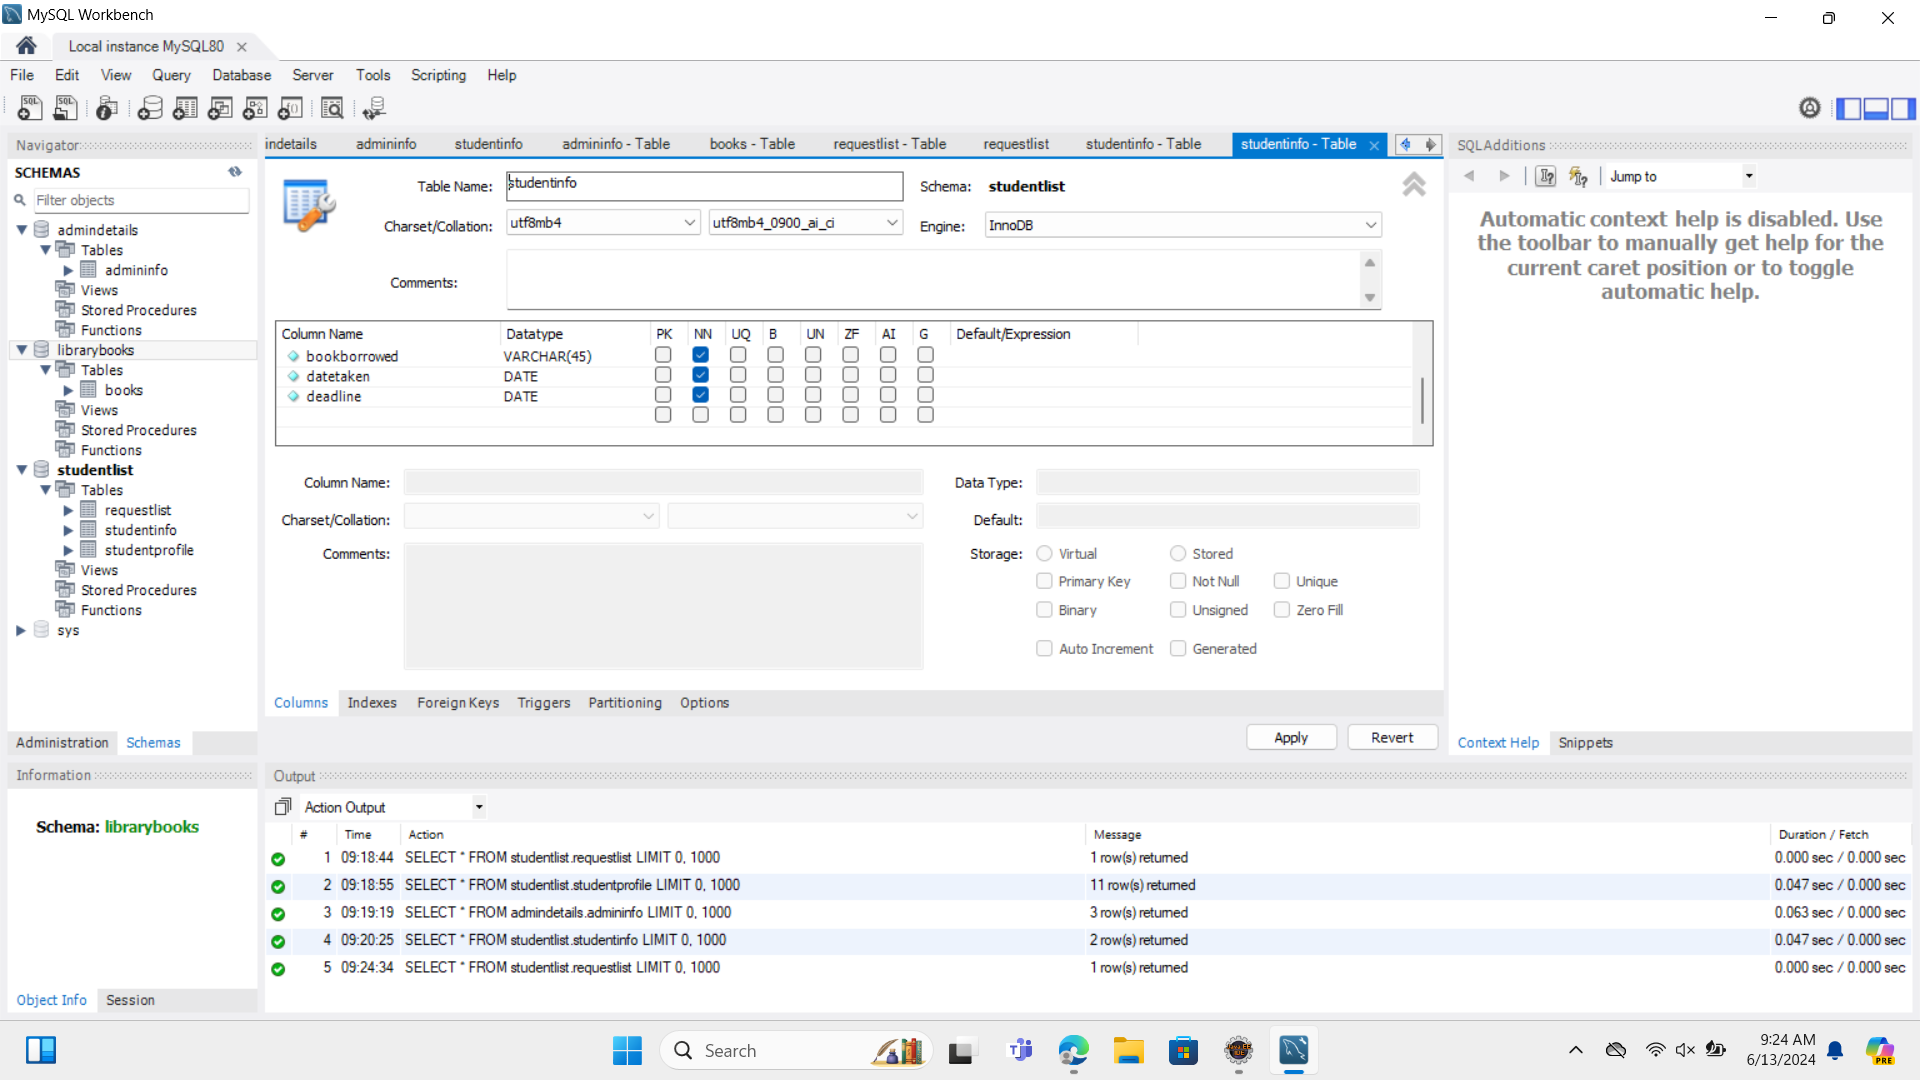 MySQL Workbench
Local instance MySQL80
File Edit View Query Database Server Tools Scripting Help
Navigator
SCHEMAS
Filter objects
admindetails
Tables
admininfo
Views
Stored Procedures
Functions
librarybooks
Tables
books
Views
Stored Procedures
Functions
studentlist
Tables
requestlist
studentinfo
studentprofile
Views
Stored Procedures
Functions
sys
Administration Schemas
Information
Schema: librarybooks
Object Info Session
indetails admininfo studentinfo admininfo - Table books - Table requestlist - Table requestlist studentinfo - Table studentinfo - Table
Table Name: studentinfo Schema: studentlist
Charset/Collation: utf8mb4 utf8mb4_0900_ai_ci Engine: InnoDB
Comments:
Column Name Datatype PK NN UQ B UN ZF AI G Default/Expression
bookborrowed VARCHAR(45)
datetaken DATE
deadline DATE
Column Name: Data Type:
Charset/Collation: Default:
Comments: Storage: Virtual Stored
Primary Key Not Null Unique
Binary Unsigned Zero Fill
Auto Increment Generated
Columns Indexes Foreign Keys Triggers Partitioning Options
Apply Revert
SQLAdditions
Jump to
Automatic context help is disabled. Use
the toolbar to manually get help for the
current caret position or to toggle
automatic help.
Context Help Snippets
Output
Action Output
# Time Action Message Duration / Fetch
1 09:18:44 SELECT * FROM studentlist.requestlist LIMIT 0, 1000 1 row(s) returned 0.000 sec / 0.000 sec
2 09:18:55 SELECT * FROM studentlist.studentprofile LIMIT 0, 1000 11 row(s) returned 0.047 sec / 0.000 sec
3 09:19:19 SELECT * FROM admindetails.admininfo LIMIT 0, 1000 3 row(s) returned 0.063 sec / 0.000 sec
4 09:20:25 SELECT * FROM studentlist.studentinfo LIMIT 0, 1000 2 row(s) returned 0.047 sec / 0.000 sec
5 09:24:34 SELECT * FROM studentlist.requestlist LIMIT 0, 1000 1 row(s) returned 0.000 sec / 0.000 sec
Search
9:24 AM
6/13/2024
PRE